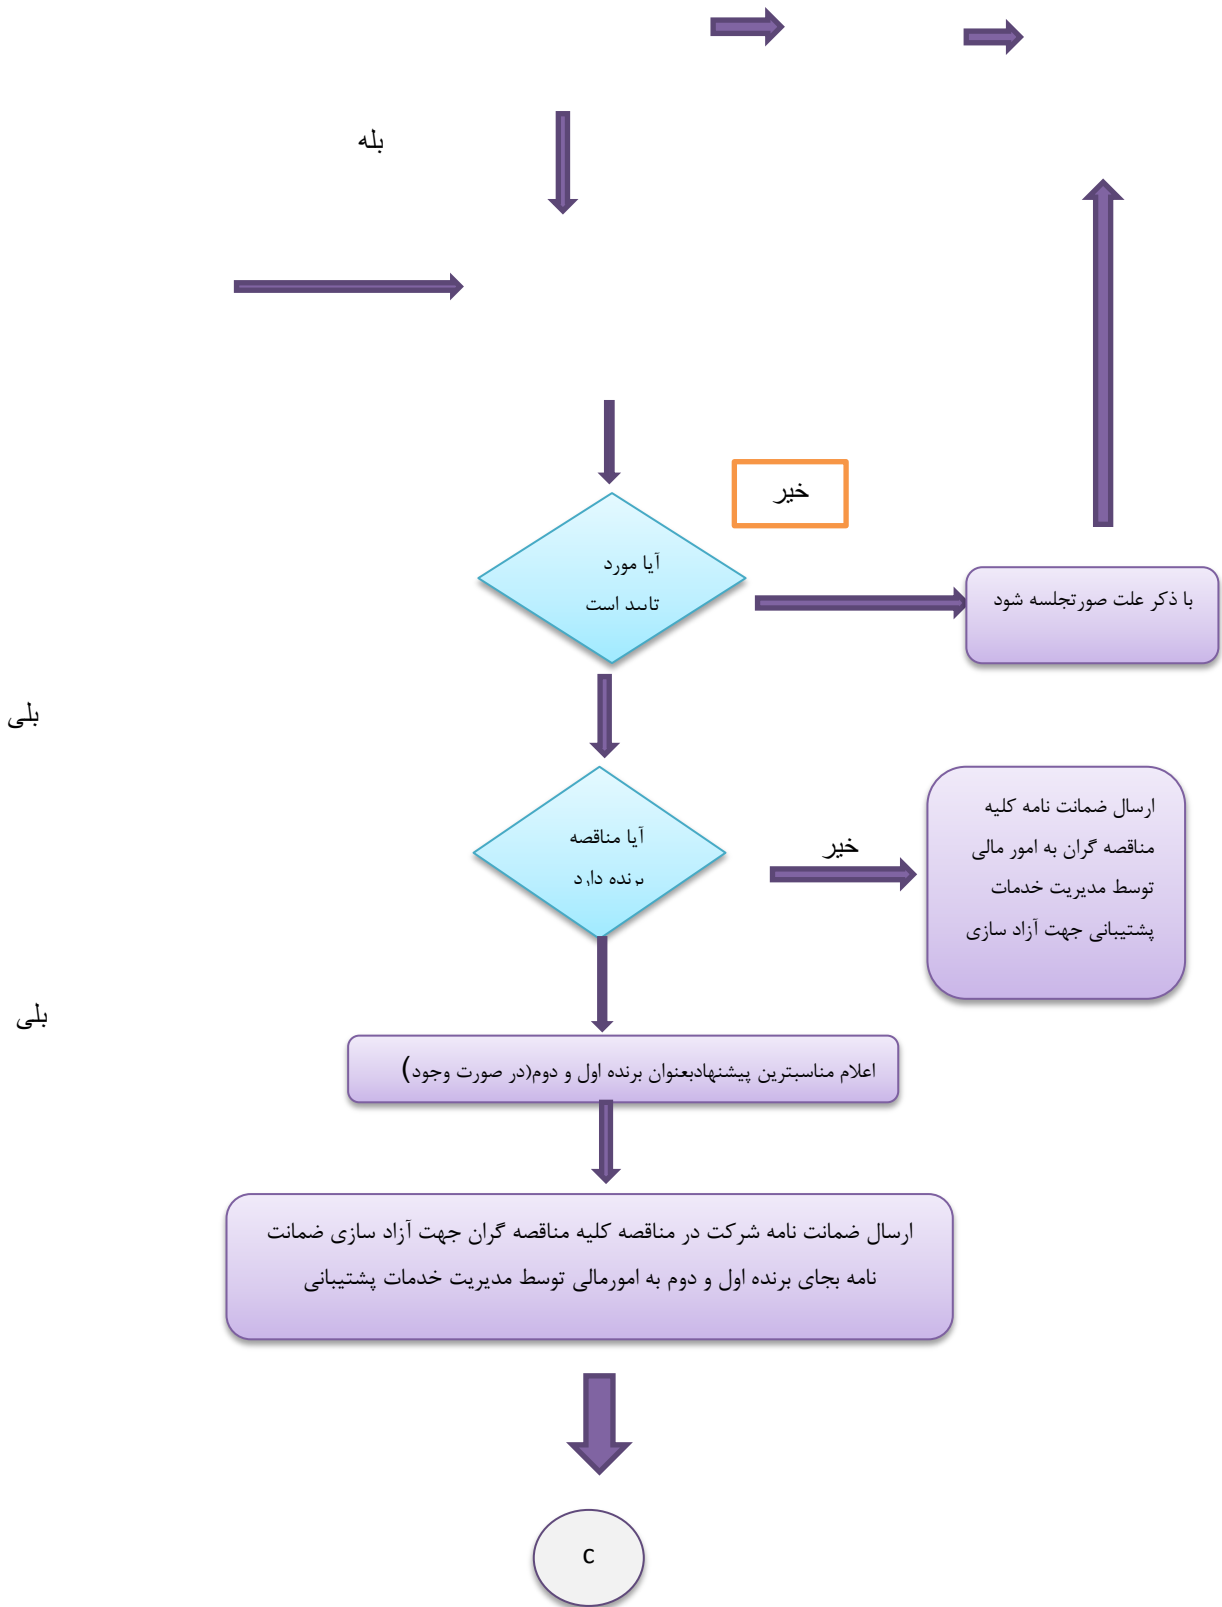 بله
خیر
آیا مورد
تایید است
با ذکر علت صورتجلسه شود
بلی
آیا مناقصه
برنده دارد
خیر
ارسال ضمانت نامه کلیه
مناقصه گران به امور مالی
توسط مدیریت خدمات
پشتیبانی جهت آزاد سازی
بلی
اعلام مناسبترین پیشنهادبعنوان برنده اول و دوم(در صورت وجود)
ارسال ضمانت نامه شرکت در مناقصه کلیه مناقصه گران جهت آزاد سازی ضمانت
نامه بجای برنده اول و دوم به امورمالی توسط مدیریت خدمات پشتیبانی
c